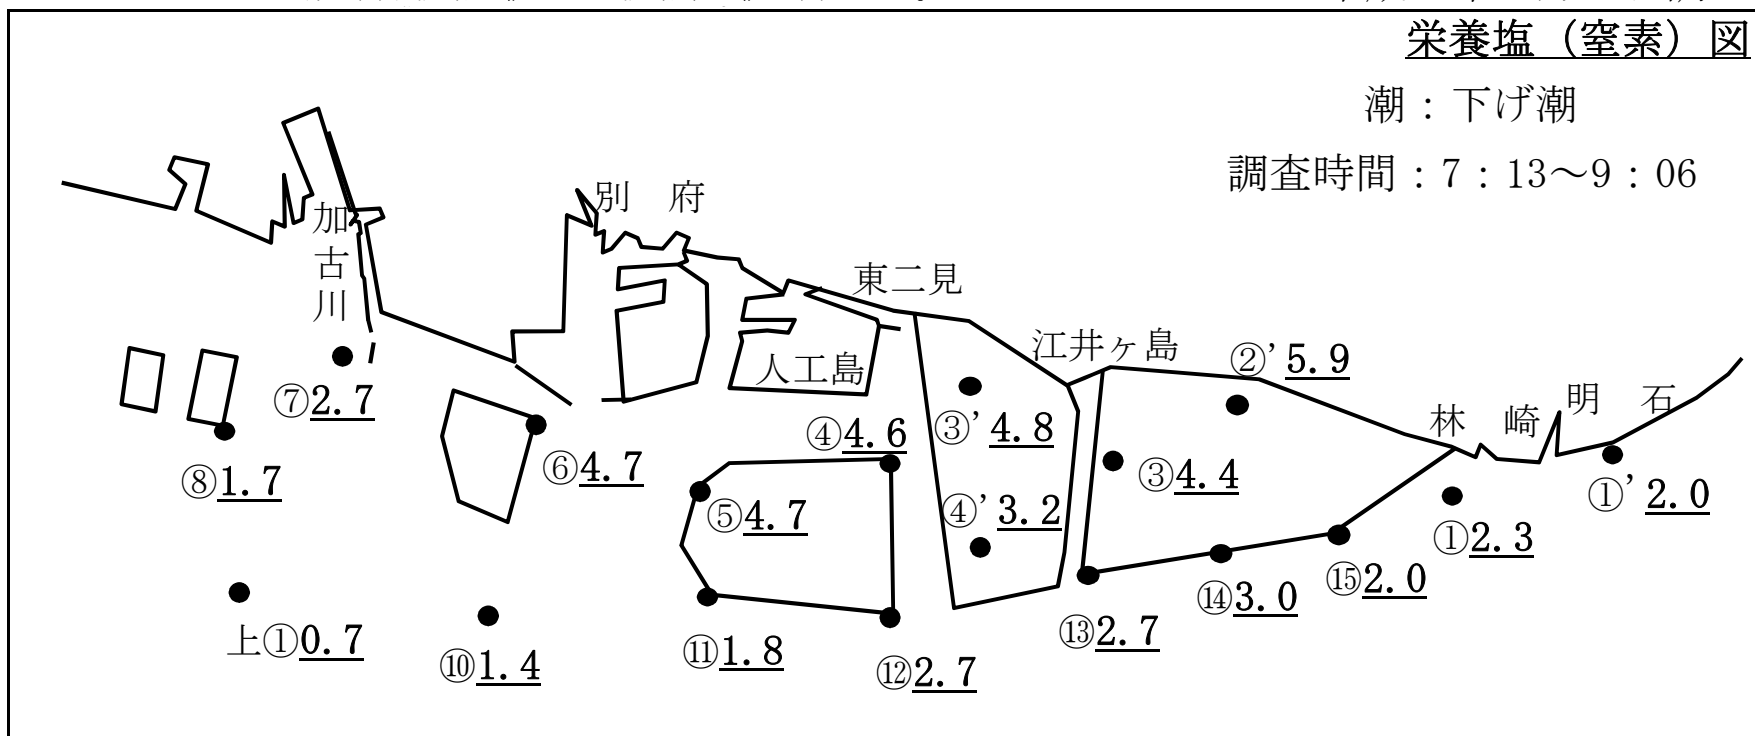 栄養塩（窒素）図
潮：下げ潮
調査時間：7：13～9：06
加古川
別 府
東二見
人工島
江井ヶ島
林 崎
明 石
②’5.9
⑦2.7
④4.6
③’4.8
⑧1.7
⑥4.7
③4.4
⑤4.7
④’3.2
①’2.0
①2.3
⑮2.0
⑭3.0
⑬2.7
上①0.7
⑩1.4
⑪1.8
⑫2.7